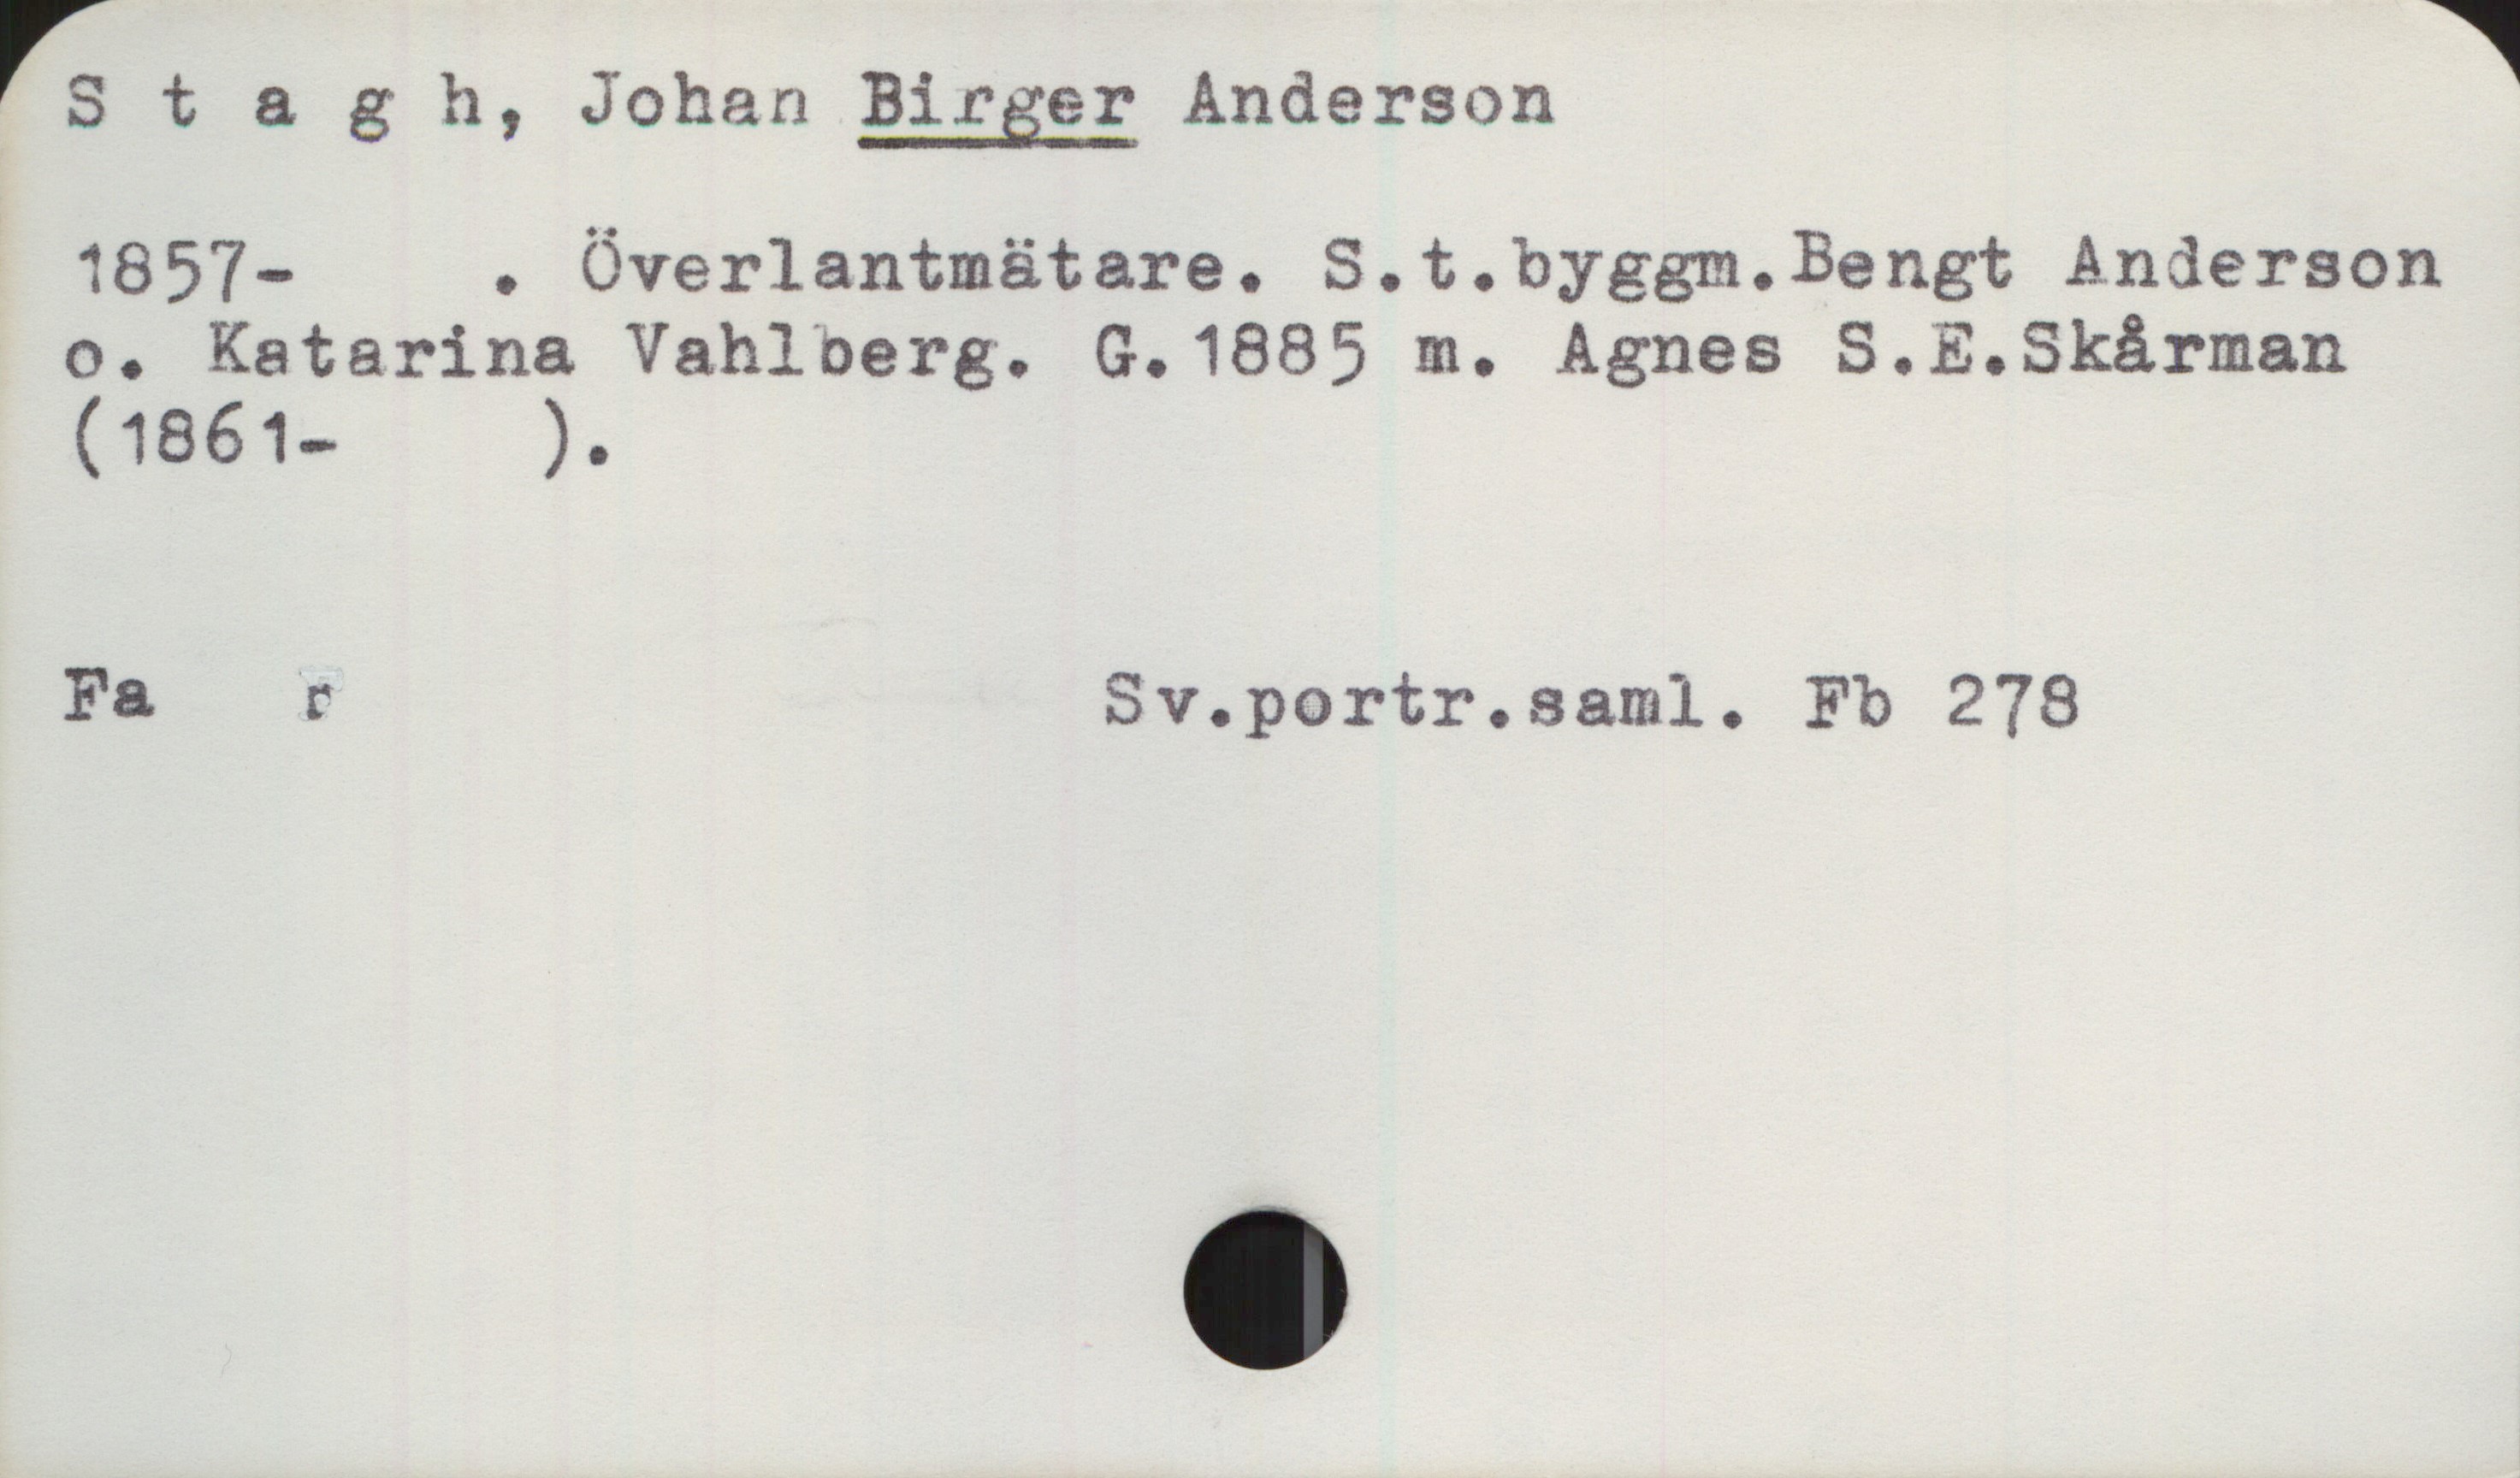 S t a g h, Johan Birger Anderson
1857-    . Överlantmätare. S.t.byggm.Bengt Anderson
o. Katarina Vahlberg. G.1885 m. Agnes S.E.Skårman
(1861-    ).
Fa    r    Sv.portr.saml. Fb 278